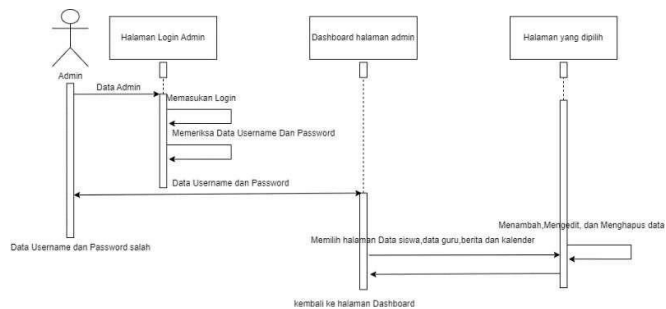 Halaman Login Admin
Dashboard halaman admin
Halaman yang dipilih
Admin
Data Admin
Memasukan Login
Memeriksa Data Username Dan Password
Data Username dan Password
Menambah,Mengedit, dan Menghapus data
Memilih halaman Data siswa,data guru,berita dan kalender
Data Username dan Password salah
kembali ke halaman Dashboard